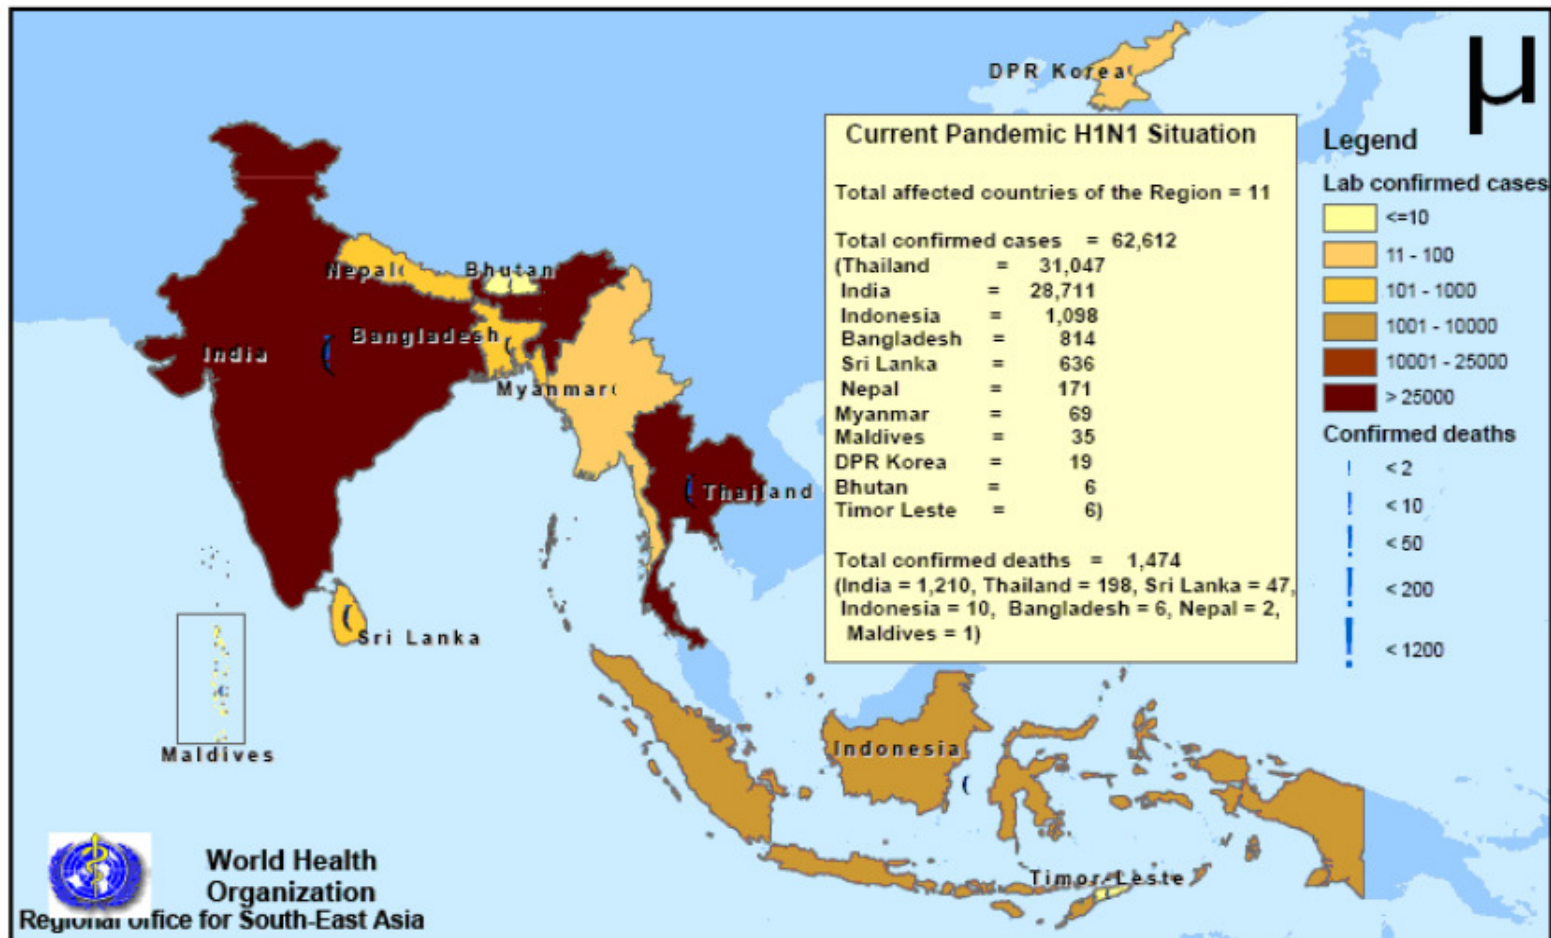 DPR Korea
µ
Current Pandemic H1N1 Situation
Total affected countries of the Region = 11
Total confirmed cases = 62,612
(Thailand = 31,047
India = 28,711
Indonesia = 1,098
Bangladesh = 814
Sri Lanka = 636
Nepal = 171
Myanmar = 69
Maldives = 35
DPR Korea = 19
Bhutan = 6
Timor Leste = 6)
Total confirmed deaths = 1,474
(India = 1,210, Thailand = 198, Sri Lanka = 47,
Indonesia = 10, Bangladesh = 6, Nepal = 2,
Maldives = 1)
Legend
Lab confirmed cases
<=10
11 - 100
101 - 1000
1001 - 10000
10001 - 25000
> 25000
Confirmed deaths
< 2
< 10
< 50
< 200
< 1200
Nepal
Bhutan
India
Bangladesh
Myanmar
Thailand
Sri Lanka
Maldives
Indonesia
Timor-Leste
World Health
Organization
Regional Office for South-East Asia